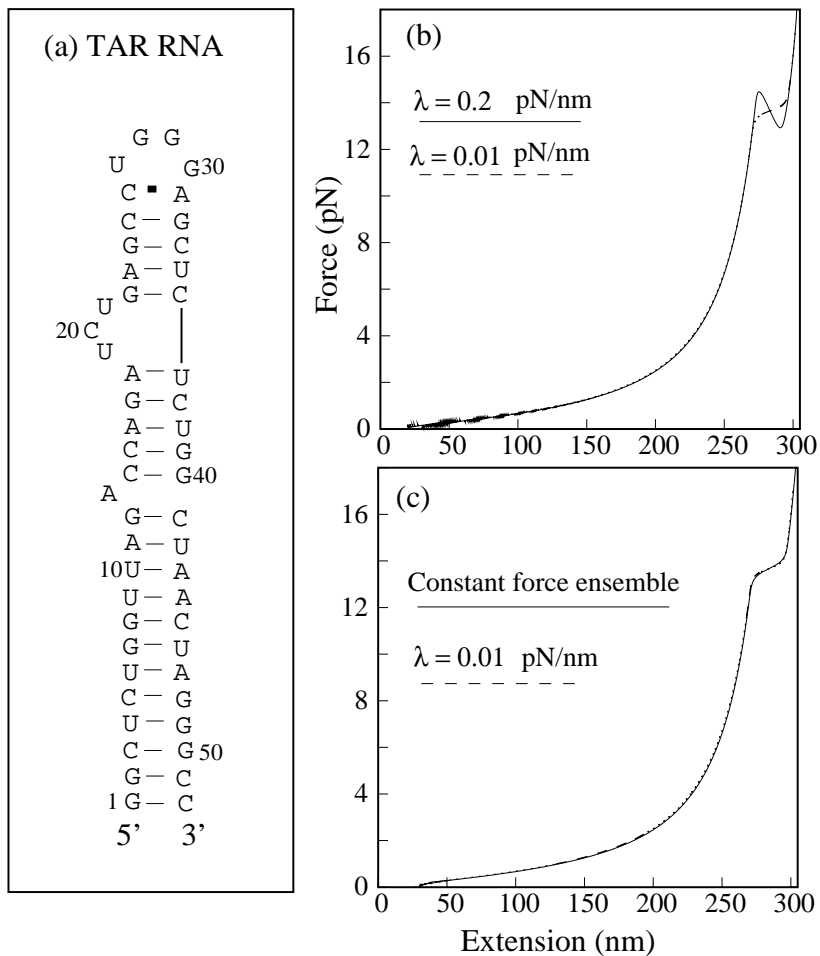 (a) TAR RNA
G G
U G30
C A
C G
G C
A U
G C
U
20C
U
A U
G C
A U
C G
C G40
A
G C
A U
10U A
U A
G C
G U
U A
C G
U G
C G50
G C
1G C
5’ 3’
(b)
λ = 0.2 pN/nm
λ = 0.01 pN/nm
Force (pN)
16
12
8
4
0
0 50 100 150 200 250 300
(c)
Constant force ensemble
λ = 0.01 pN/nm
16
12
8
4
0
0 50 100 150 200 250 300
Extension (nm)